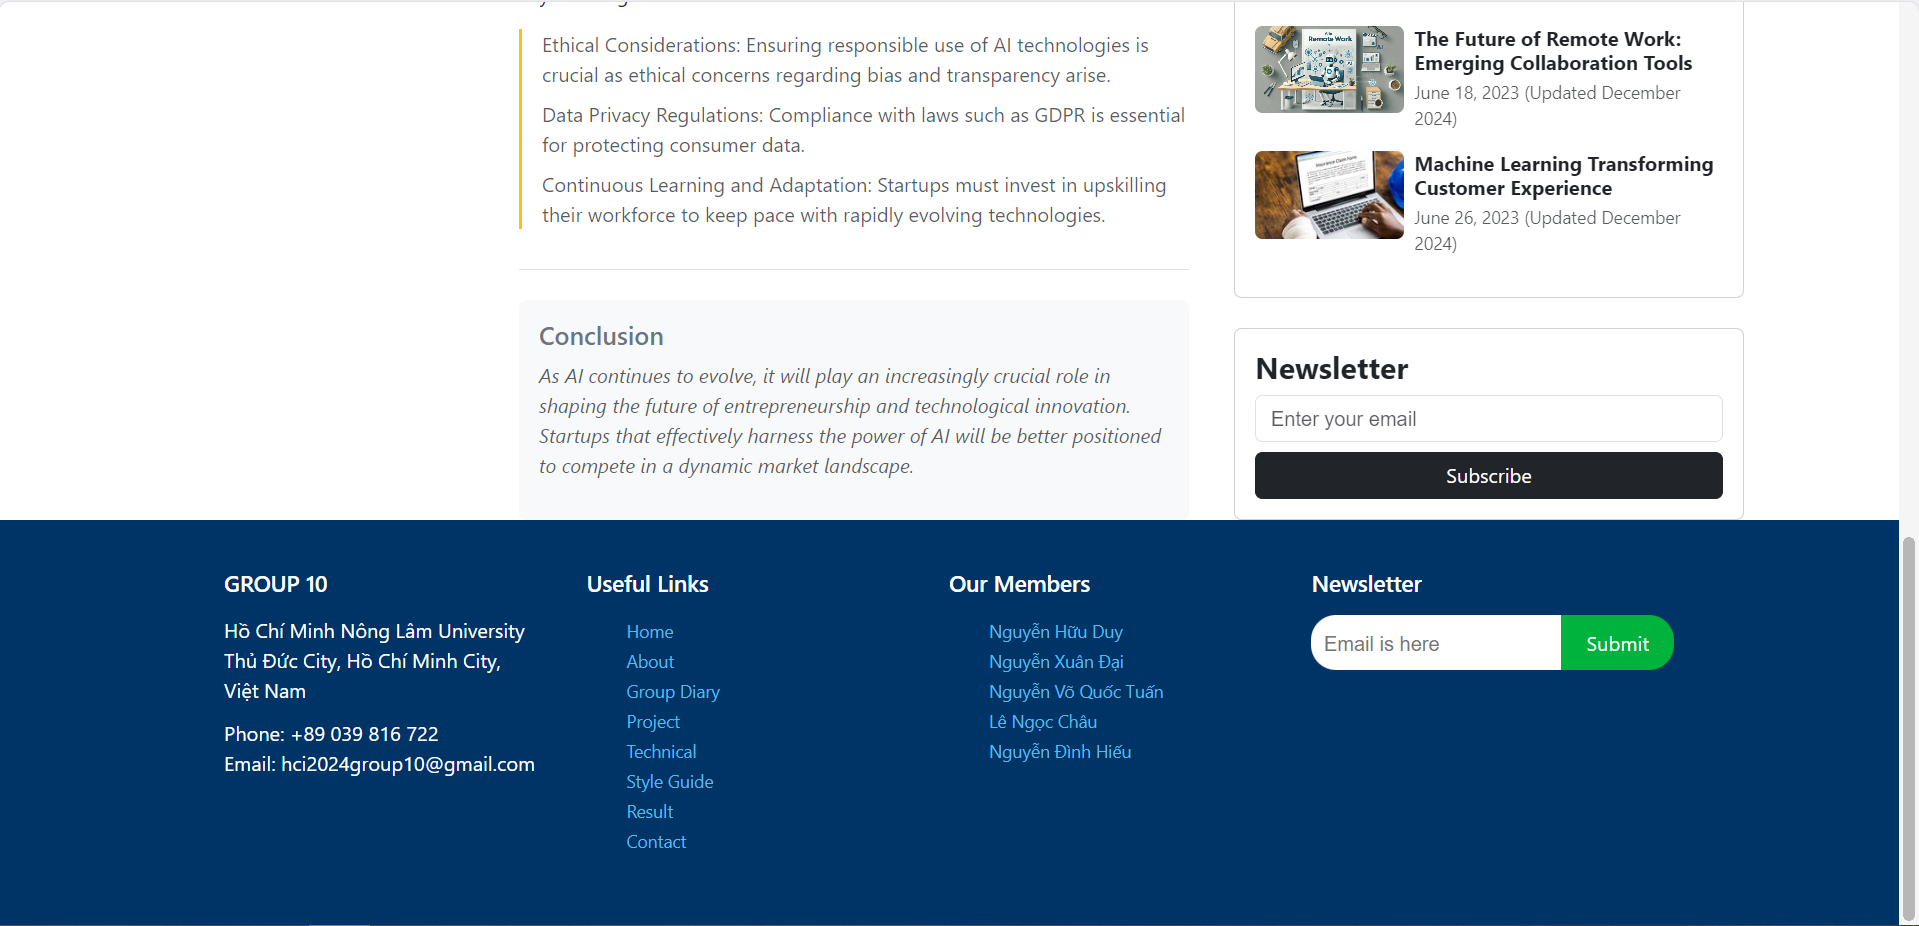 Ethical Considerations: Ensuring responsible use of AI technologies is
crucial as ethical concerns regarding bias and transparency arise.
Data Privacy Regulations: Compliance with laws such as GDPR is essential
for protecting consumer data.
Continuous Learning and Adaptation: Startups must invest in upskilling
their workforce to keep pace with rapidly evolving technologies.
Conclusion
As AI continues to evolve, it will play an increasingly crucial role in
shaping the future of entrepreneurship and technological innovation.
Startups that effectively harness the power of AI will be better positioned
to compete in a dynamic market landscape.
Remote Work
The Future of Remote Work:
Emerging Collaboration Tools
June 18, 2023 (Updated December
2024)
Insurance Claim Form
Machine Learning Transforming
Customer Experience
June 26, 2023 (Updated December
2024)
Newsletter
Enter your email
Subscribe
GROUP 10
Hồ Chí Minh Nông Lâm University
Thủ Đức City, Hồ Chí Minh City,
Việt Nam
Phone: +89 039 816 722
Email: hci2024group10@gmail.com
Useful Links
Home
About
Group Diary
Project
Technical
Style Guide
Result
Contact
Our Members
Nguyễn Hữu Duy
Nguyễn Xuân Đại
Nguyễn Võ Quốc Tuấn
Lê Ngọc Châu
Nguyễn Đình Hiếu
Newsletter
Email is here
Submit